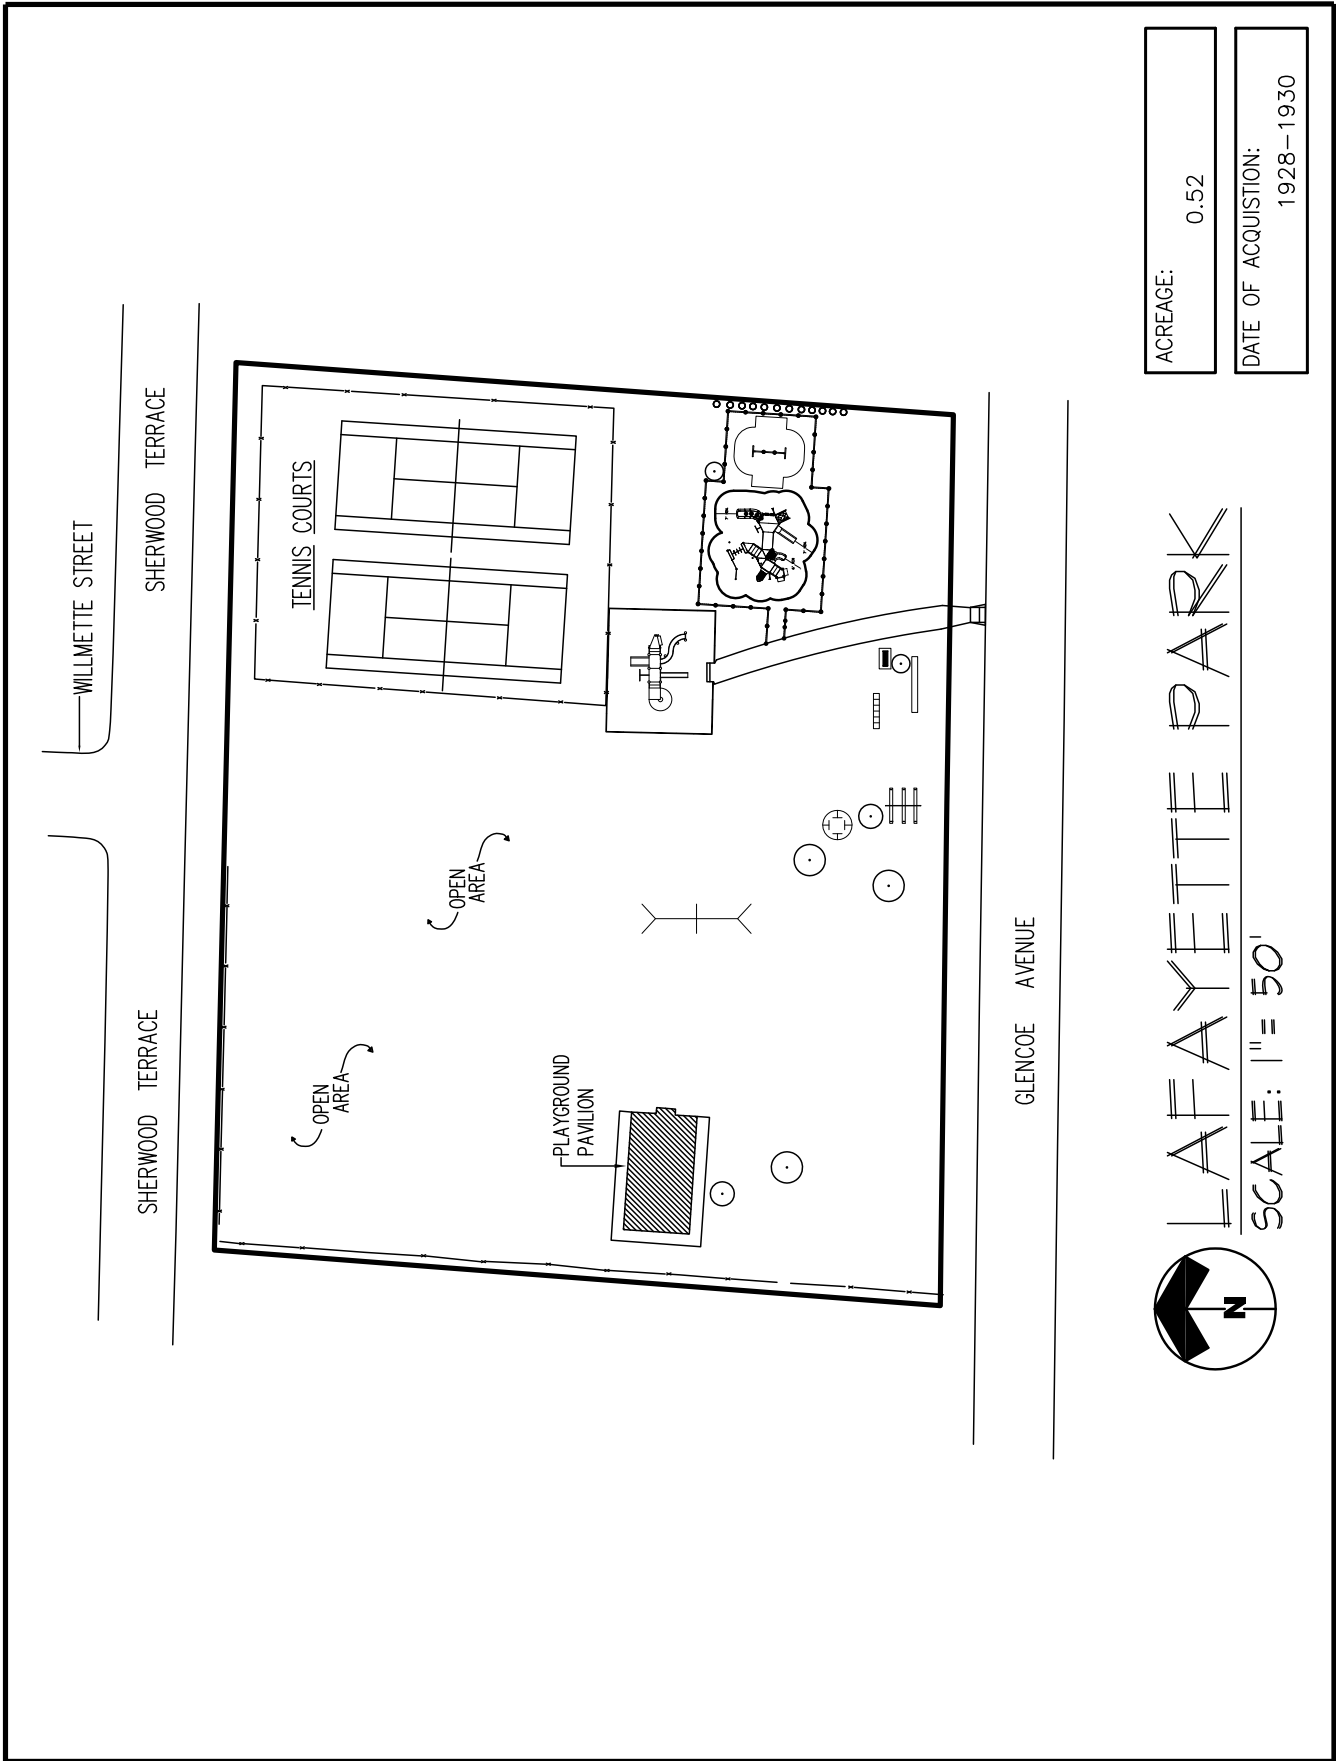 WILLMETTE STREET
SHERWOOD TERRACE
SHERWOOD TERRACE
TENNIS COURTS
OPEN
AREA
OPEN
AREA
PLAYGROUND
PAVILION
GLENCOE AVENUE
LAFAYETTE PARK
SCALE: 1"= 50'
N
ACREAGE:
0.52
DATE OF ACQUISTION:
1928-1930